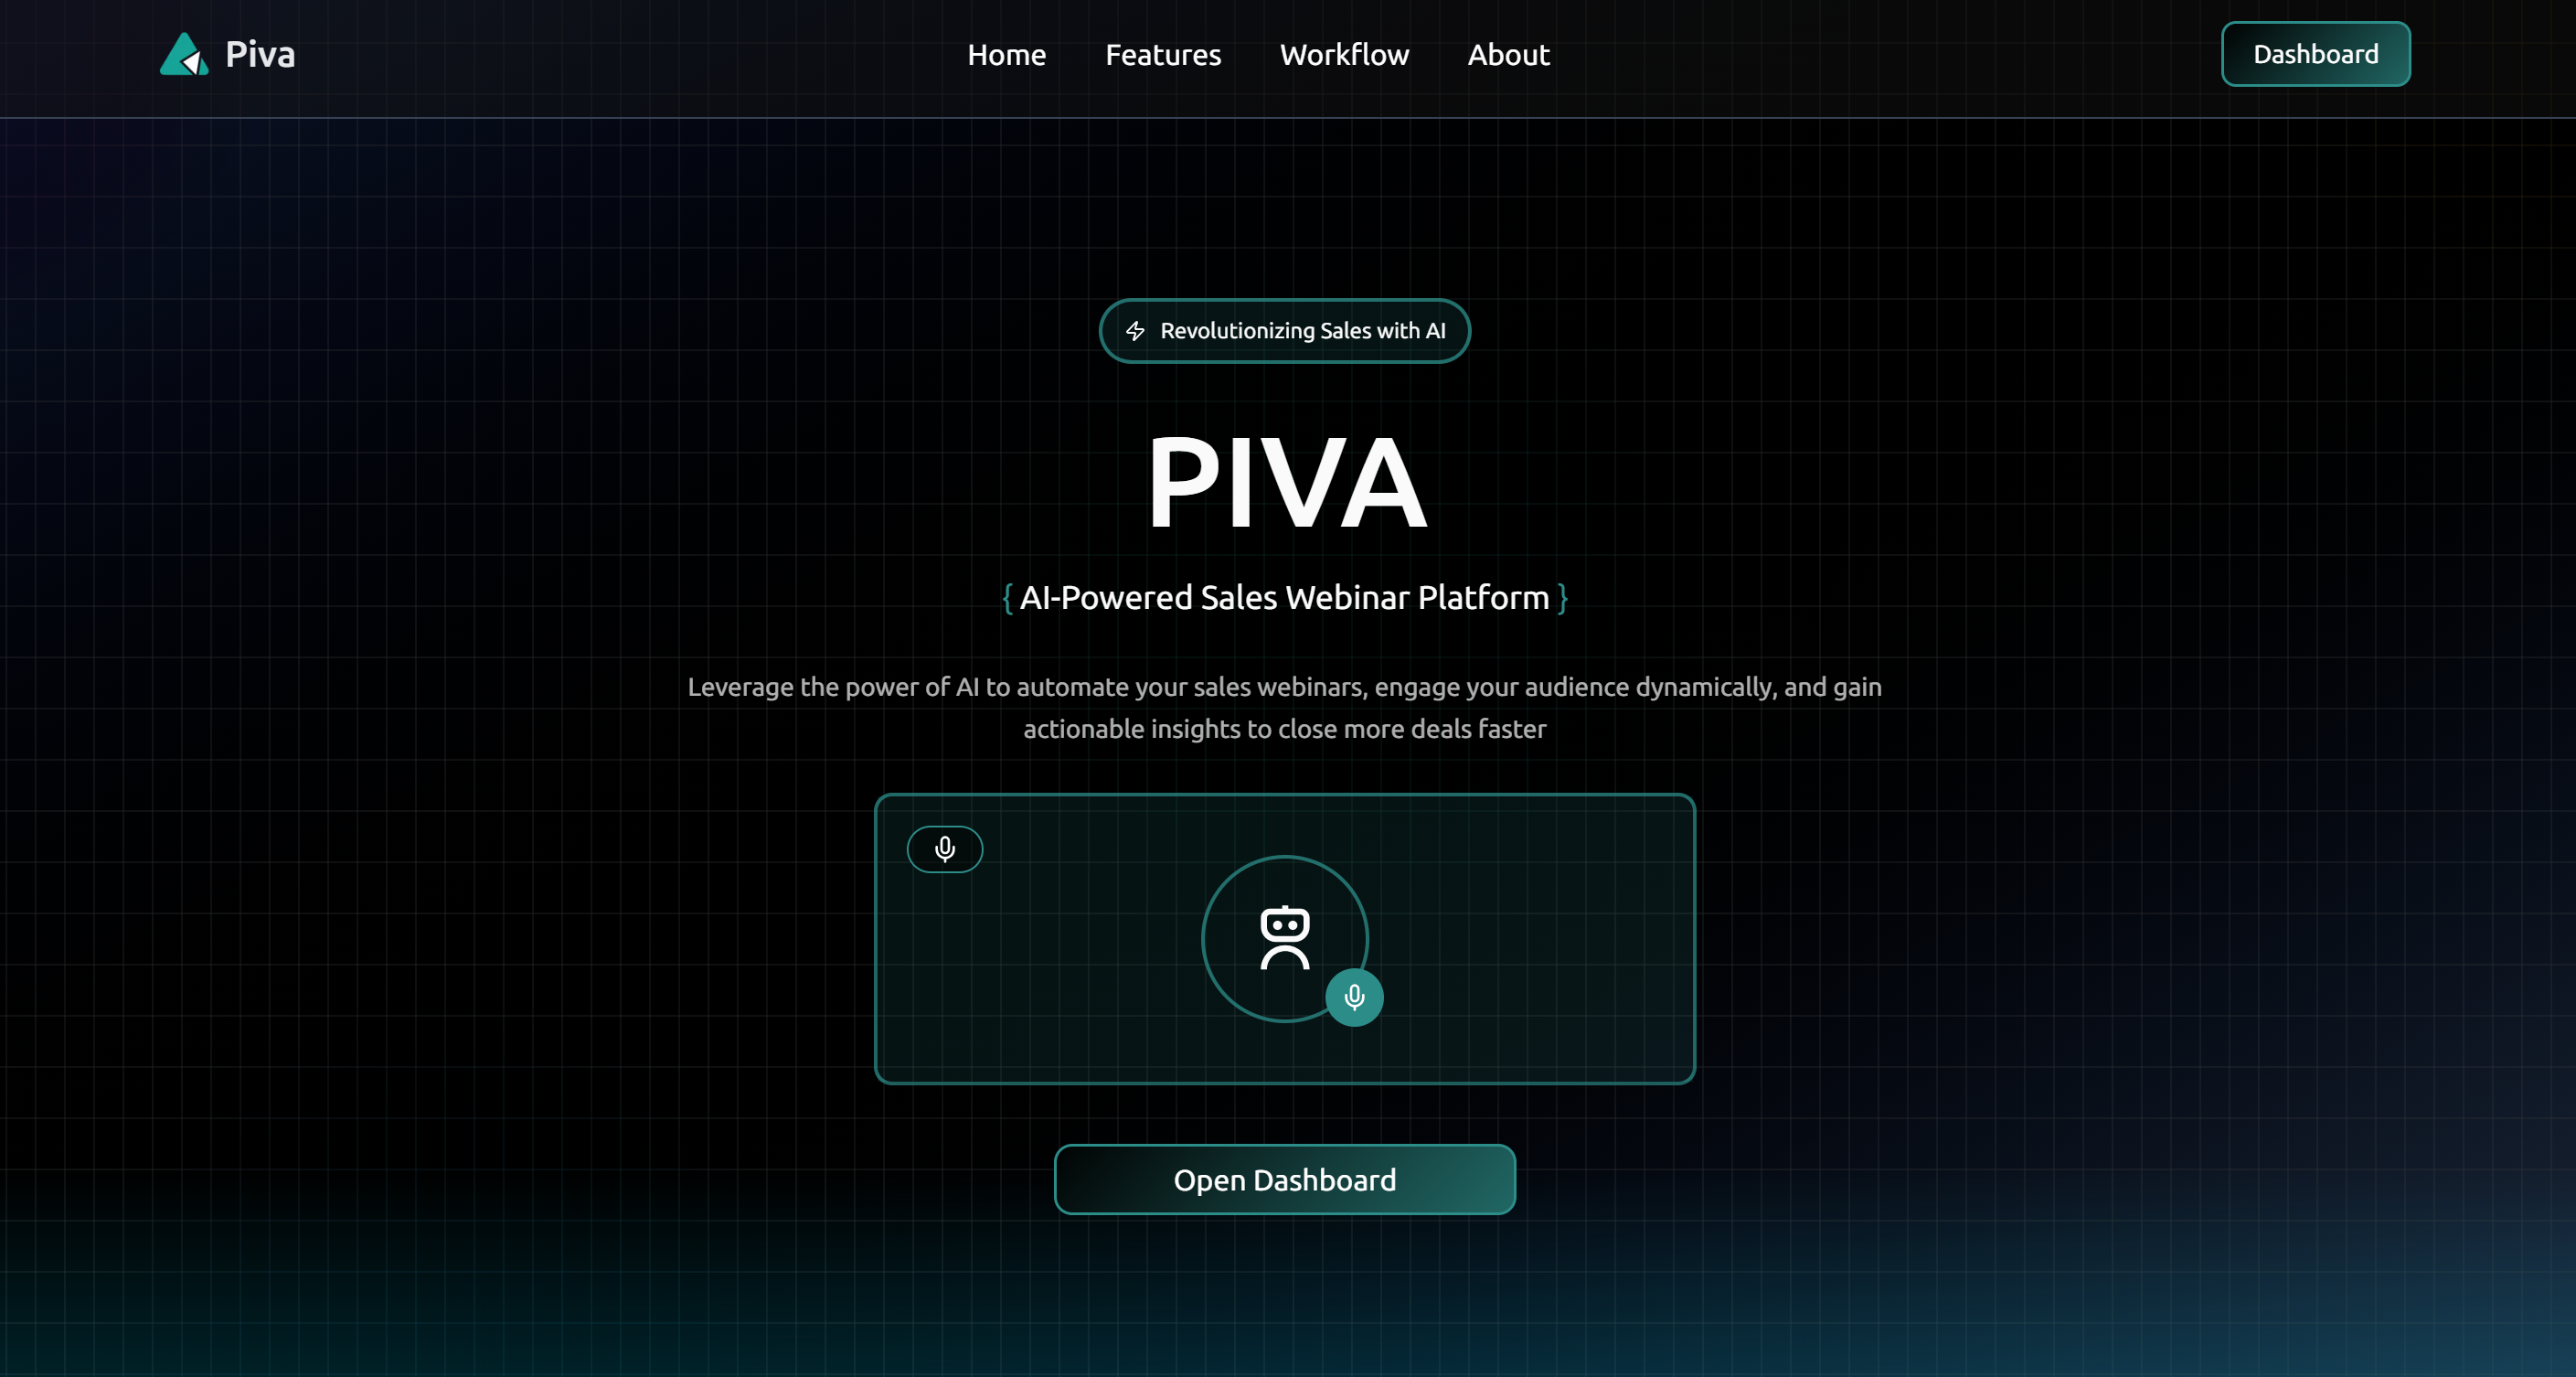 Piva
Home
Features
Workflow
About
Dashboard
Revolutionizing Sales with AI
PIVA
{ AI-Powered Sales Webinar Platform }
Leverage the power of AI to automate your sales webinars, engage your audience dynamically, and gain
actionable insights to close more deals faster
Open Dashboard